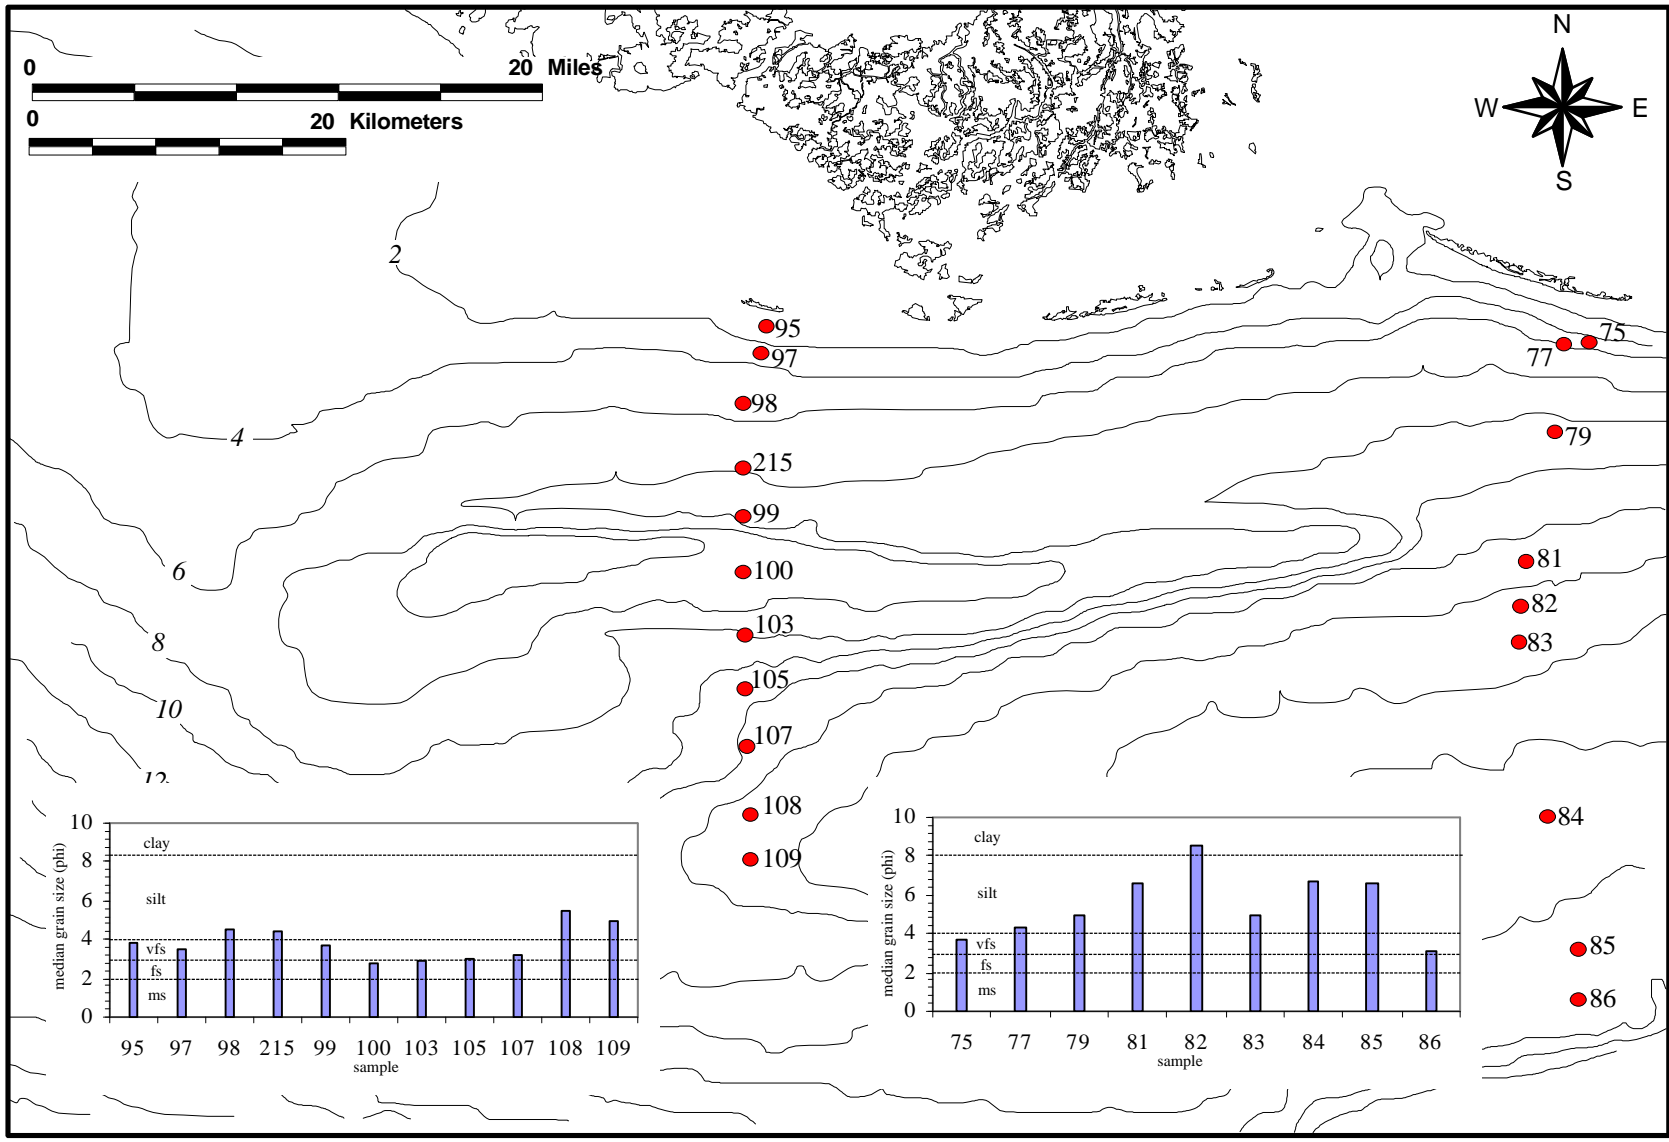 N
0 20 Miles
W E
0 20 Kilometers
S
2
95
75
97
77
98
4
79
215
99
81
6
100
82
103
83
8
105
10
107
12
108
84
109
85
86
median grain size (phi)
10
8
6
4
2
0
clay
silt
vfs
fs
ms
95 97 98 215 99 100 103 105 107 108 109
sample
median grain size (phi)
10
8
6
4
2
0
clay
silt
vfs
fs
ms
75 77 79 81 82 83 84 85 86
sample